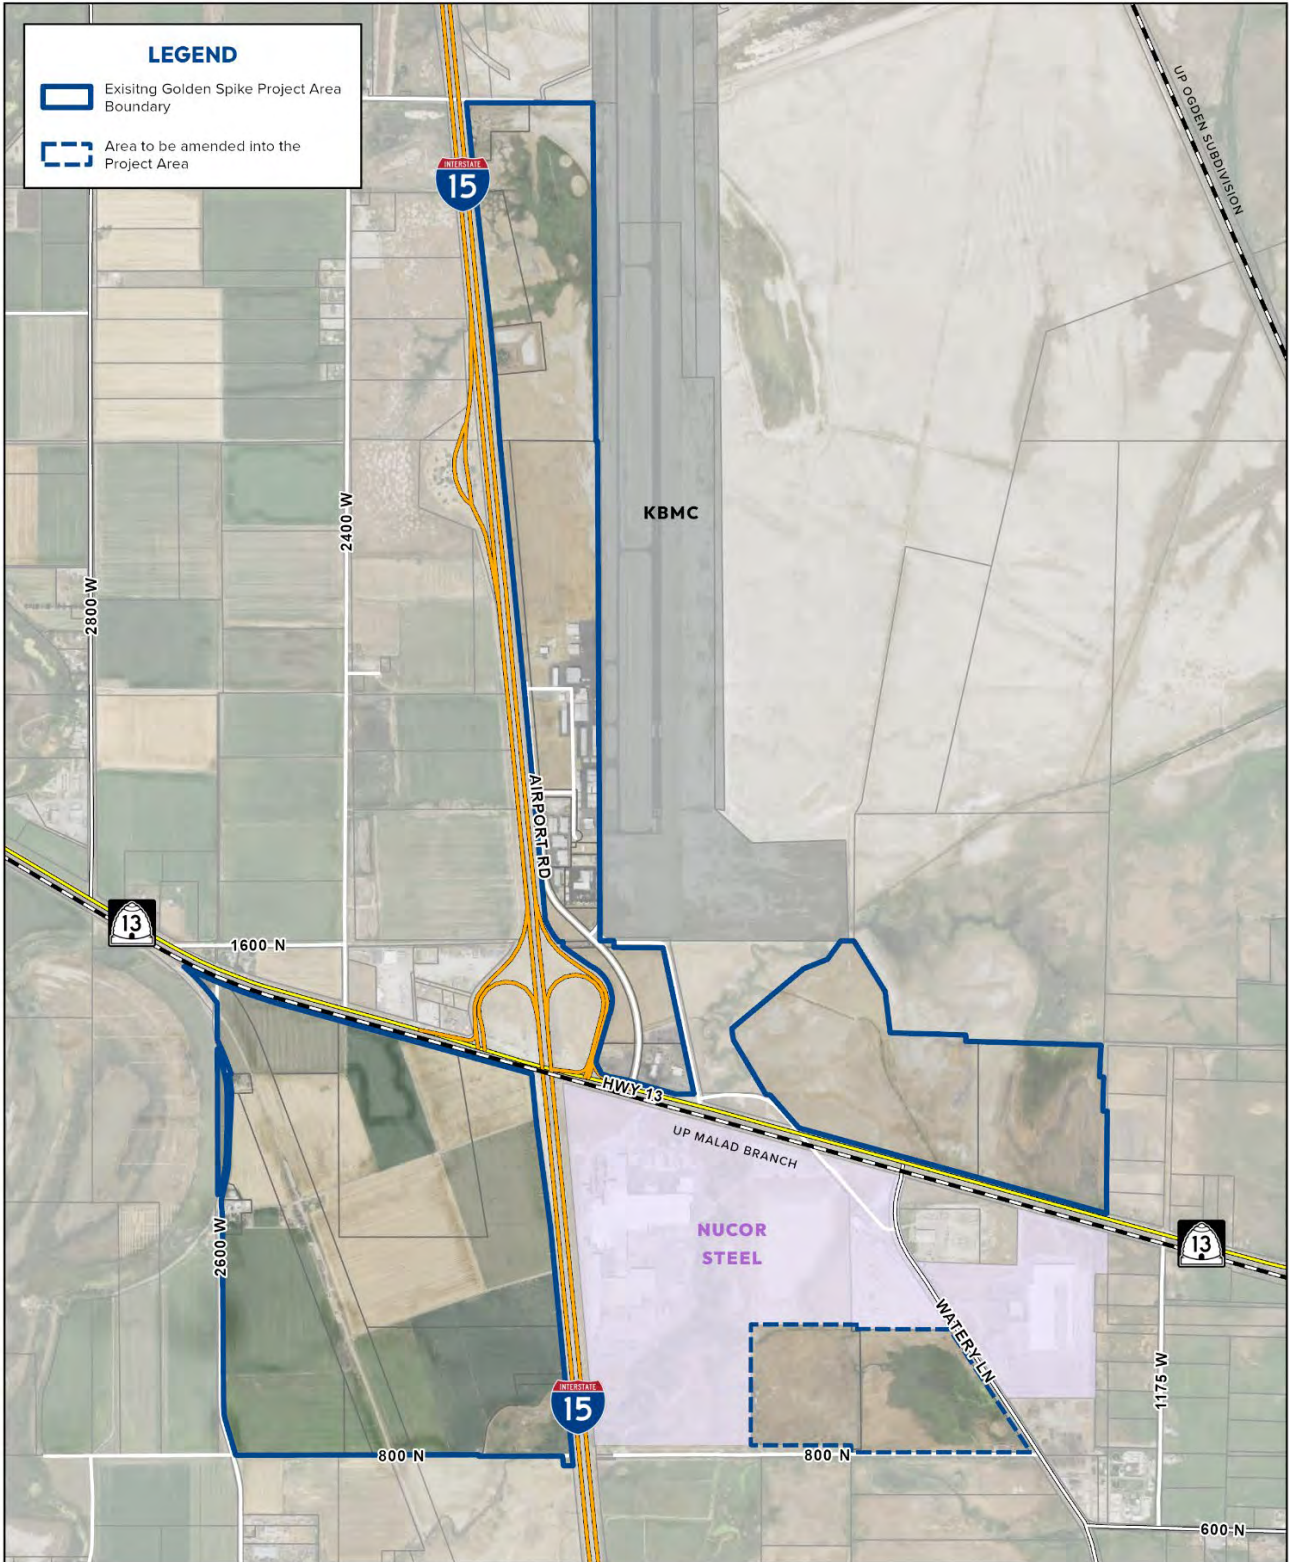 LEGEND
Exisitng Golden Spike Project Area
Boundary
Area to be amended into the
Project Area
UP OGDEN SUBDIVISION
INTERSTATE
15
KBMC
2400 W
2800 W
AIRPORT RD
13
1600 N
HWY 13
UP MALAD BRANCH
NUCOR
STEEL
2600 W
13
WATERY LN
1175 W
INTERSTATE
15
800 N
800 N
600 N